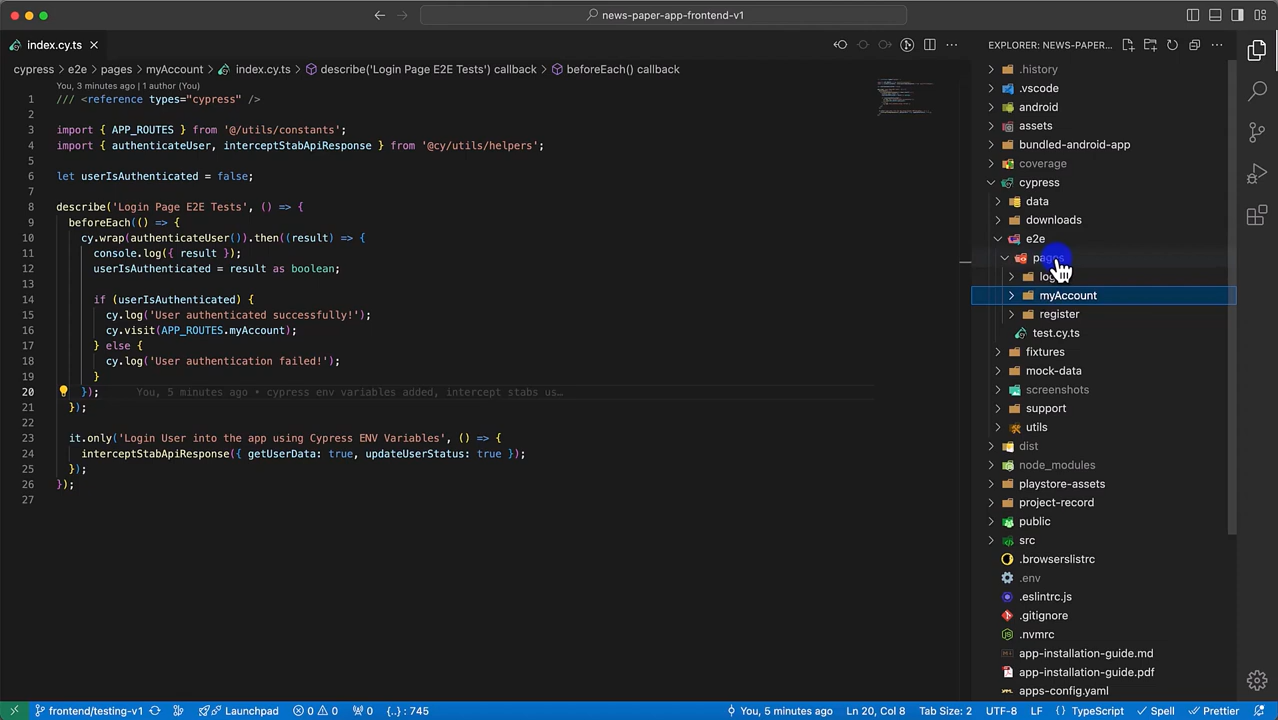 news-paper-app-frontend-v1
index.cy.ts
cypress > e2e > pages > myAccount > index.cy.ts > describe('Login Page E2E Tests') callback > beforeEach() callback
You, 3 minutes ago | 1 author (You)
1 /// <reference types="cypress" />
2
3 import { APP_ROUTES } from '@/utils/constants';
4 import { authenticateUser, interceptStabApiResponse } from '@cy/utils/helpers';
5
6 let userIsAuthenticated = false;
7
8 describe('Login Page E2E Tests', () => {
9 beforeEach(() => {
10 cy.wrap(authenticateUser()).then((result) => {
11 console.log({ result });
12 userIsAuthenticated = result as boolean;
13
14 if (userIsAuthenticated) {
15 cy.log('User authenticated successfully!');
16 cy.visit(APP_ROUTES.myAccount);
17 } else {
18 cy.log('User authentication failed!');
19 }
20 }); You, 5 minutes ago • cypress env variables added, intercept stabs us…
21 });
22
23 it.only('Login User into the app using Cypress ENV Variables', () => {
24 interceptStabApiResponse({ getUserData: true, updateUserStatus: true });
25 });
26 });
27
EXPLORER: NEWS-PAPER...
.history
.vscode
android
assets
bundled-android-app
coverage
cypress
data
downloads
e2e
pages
myAccount
register
test.cy.ts
fixtures
mock-data
screenshots
support
utils
dist
node_modules
playstore-assets
project-record
public
src
.browserslistrc
.env
.eslintrc.js
.gitignore
.nvmrc
app-installation-guide.md
app-installation-guide.pdf
apps-config.yaml
frontend/testing-v1 Launchpad 0 0 0 {..} : 745 You, 5 minutes ago Ln 20, Col 8 Tab Size: 2 UTF-8 LF { } TypeScript Spell Prettier